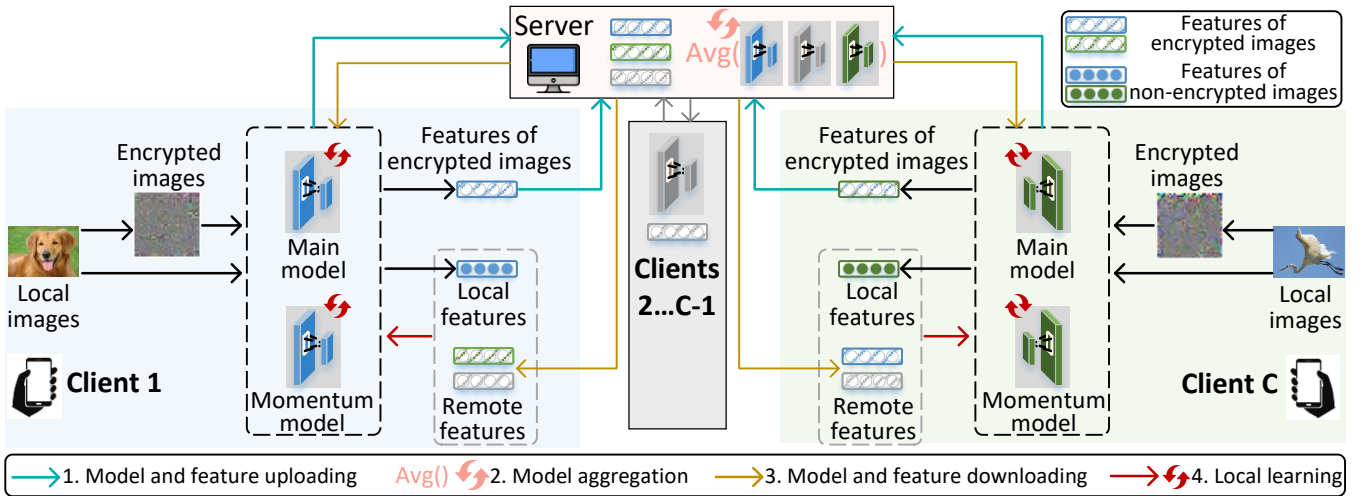 Server
Avg( )
Features of
encrypted images
Features of
non-encrypted images
Encrypted
images
Local
images
Client 1
Main
model
Momentum
model
Features of
encrypted images
Local
features
Remote
features
Clients
2...C-1
Features of
encrypted images
Local
features
Remote
features
Main
model
Momentum
model
Encrypted
images
Local
images
Client C
1. Model and feature uploading
Avg() 2. Model aggregation
3. Model and feature downloading
4. Local learning